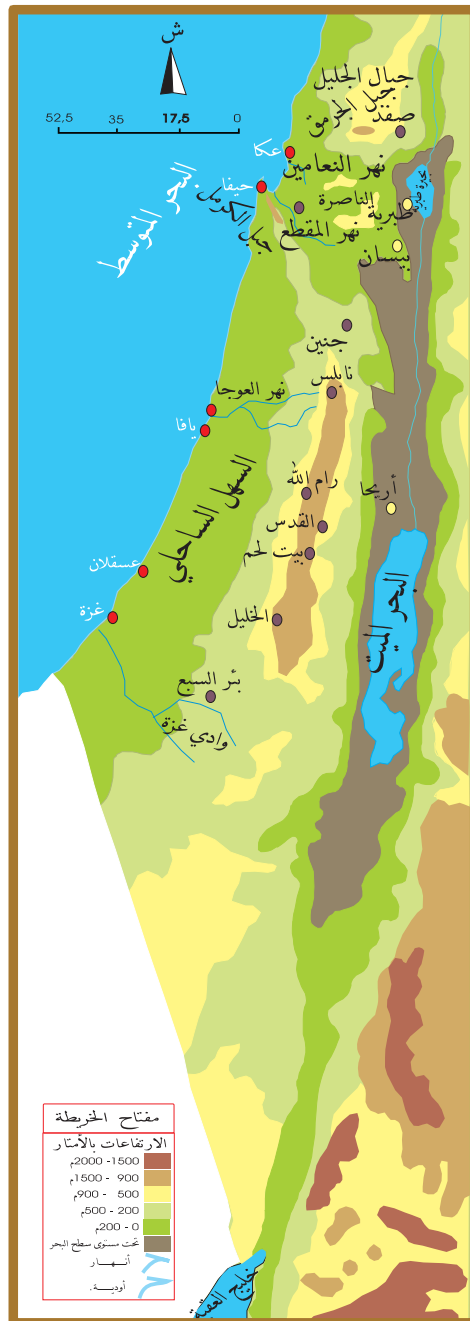 ش
52,5 35 17,5 0
البحر المتوسط
جبال الجليل
جبل الجرمق
صفد
عكا
نهر النعامين
حيفا
الناصرة
طبرية
بحيرة طبرية
جبل الكرمل
نهر المقطع
بيسان
جنين
نابلس
نهر العوجا
يافا
السهل الساحلي
رام الله
أريحا
القدس
بيت لحم
البحر الميت
عسقلان
غزة
الخليل
بئر السبع
وادي غزة
خليج العقبة
مفتاح الخريطة
الارتفاعات بالأمتار
1500- 2000م
900 - 1500م
500 - 900م
200 - 500م
0 - 200م
تحت مستوى سطح البحر
أنهـــار
أوديـــة.